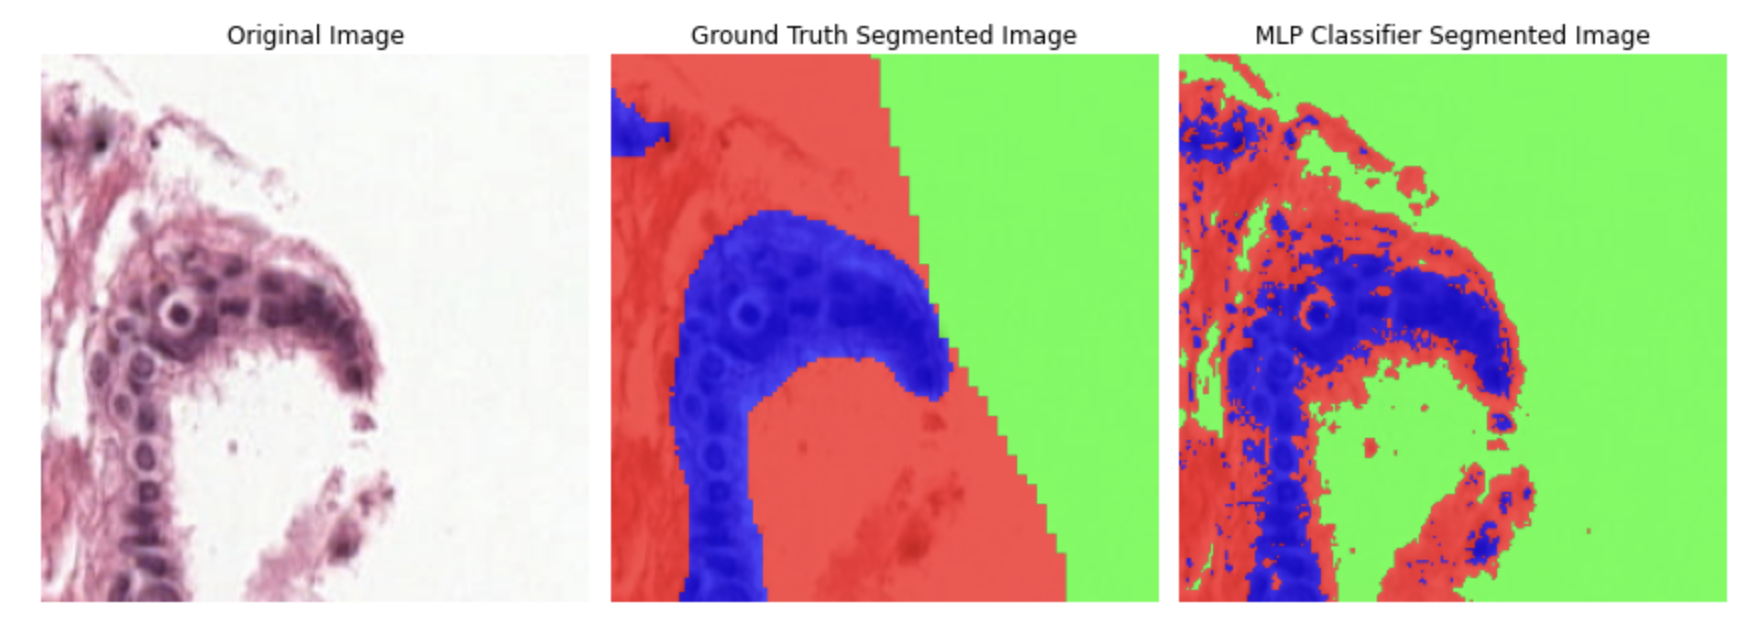 Original Image
Ground Truth Segmented Image
MLP Classifier Segmented Image